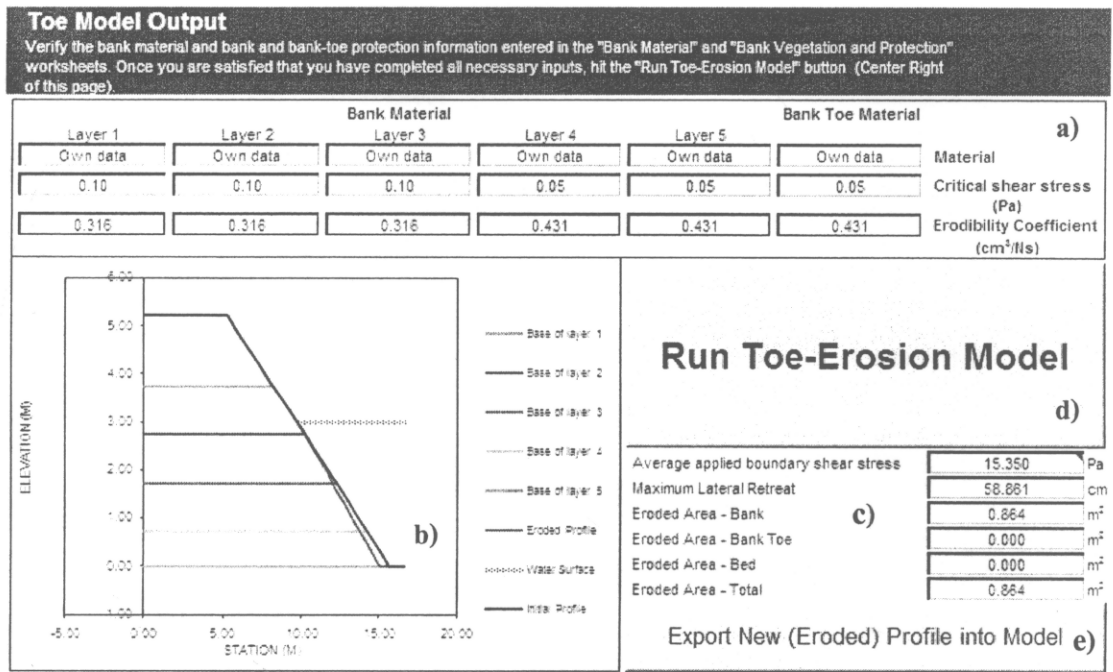 Toe Model Output
Verify the bank material and bank and bank-toe protection information entered in the "Bank Material" and "Bank Vegetation and Protection"
worksheets. Once you are satisfied that you have completed all necessary inputs, hit the "Run Toe-Erosion Model" button (Center Right
of this page).
Bank Material Bank Toe Material a)
Layer 1 Layer 2 Layer 3 Layer 4 Layer 5
Own data Own data Own data Own data Own data Own data Material
0.10 0.10 0.10 0.05 0.05 0.05 Critical shear stress
(Pa)
0.316 0.316 0.316 0.431 0.431 0.431 Erodibility Coefficient
(cm³/Ns)
6.00
5.00
4.00
3.00
2.00
1.00
0.00
-1.00
-5.00 0.00 5.00 10.00 15.00 20.00
ELEVATION (M)
STATION (M)
b)
Base of layer 1
Base of layer 2
Base of layer 3
Base of layer 4
Base of layer 5
Eroded Profile
Water Surface
Initial Profile
Run Toe-Erosion Model
d)
Average applied boundary shear stress 15.350 Pa
Maximum Lateral Retreat 58.861 cm
Eroded Area - Bank c) 0.864 m²
Eroded Area - Bank Toe 0.000 m²
Eroded Area - Bed 0.000 m²
Eroded Area - Total 0.864 m²
Export New (Eroded) Profile into Model e)